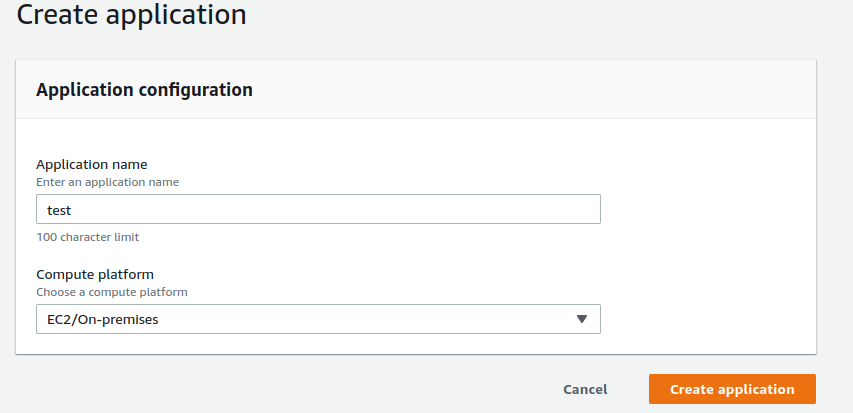 Create application
Application configuration
Application name
Enter an application name
test
100 character limit
Compute platform
Choose a compute platform
EC2/On-premises
Cancel
Create application